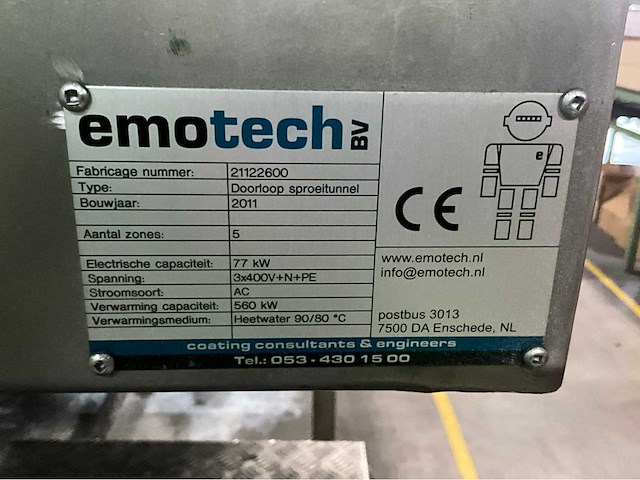 emotech BV
Fabricage nummer: 21122600
Type: Doorloop sproeitunnel
Bouwjaar: 2011
Aantal zones: 5
Electrische capaciteit: 77 kW
Spanning: 3x400V+N+PE
Stroomsoort: AC
Verwarming capaciteit: 560 kW
Verwarmingsmedium: Heetwater 90/80 °C
CE
e
www.emotech.nl
info@emotech.nl
postbus 3013
7500 DA Enschede, NL
coating consultants & engineers
Tel.: 053 - 430 15 00